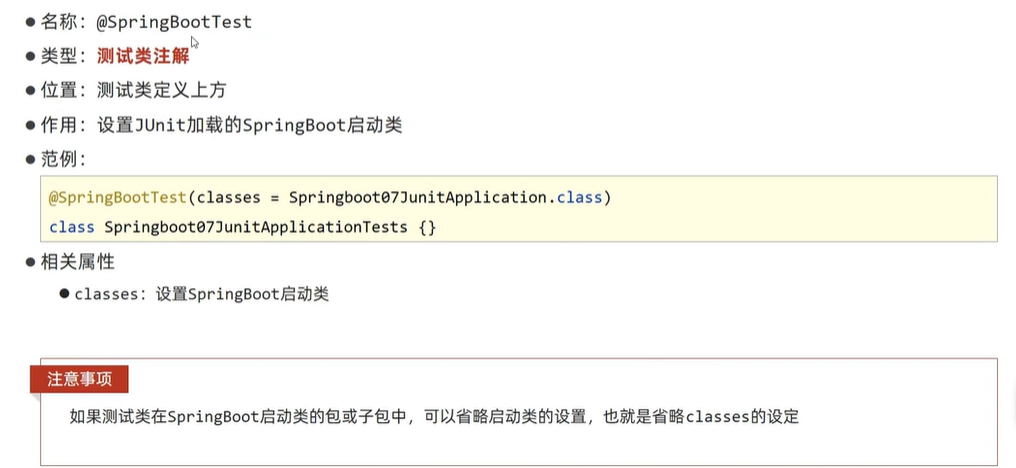 ● 名称：@SpringBootTest
● 类型：测试类注解
● 位置：测试类定义上方
● 作用：设置JUnit加载的SpringBoot启动类
● 范例：
@SpringBootTest(classes = Springboot07JunitApplication.class)
class Springboot07JunitApplicationTests {}
● 相关属性
● classes：设置SpringBoot启动类
注意事项
如果测试类在SpringBoot启动类的包或子包中，可以省略启动类的设置，也就是省略classes的设定